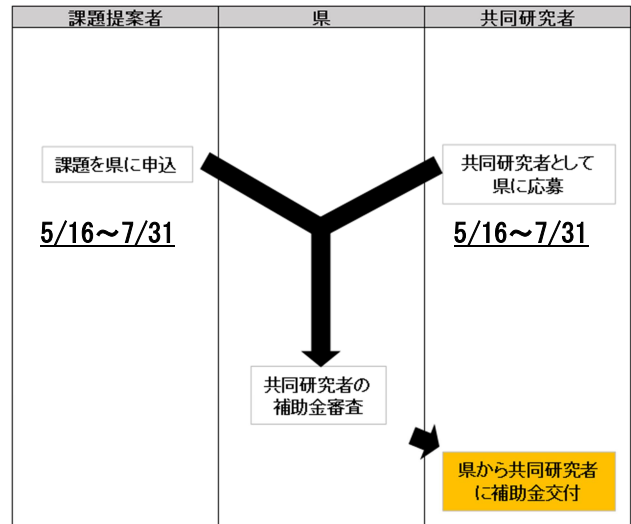 課題提案者
県
共同研究者
課題を県に申込
共同研究者として
県に応募
5/16～7/31
5/16～7/31
共同研究者の
補助金審査
県から共同研究者
に補助金交付